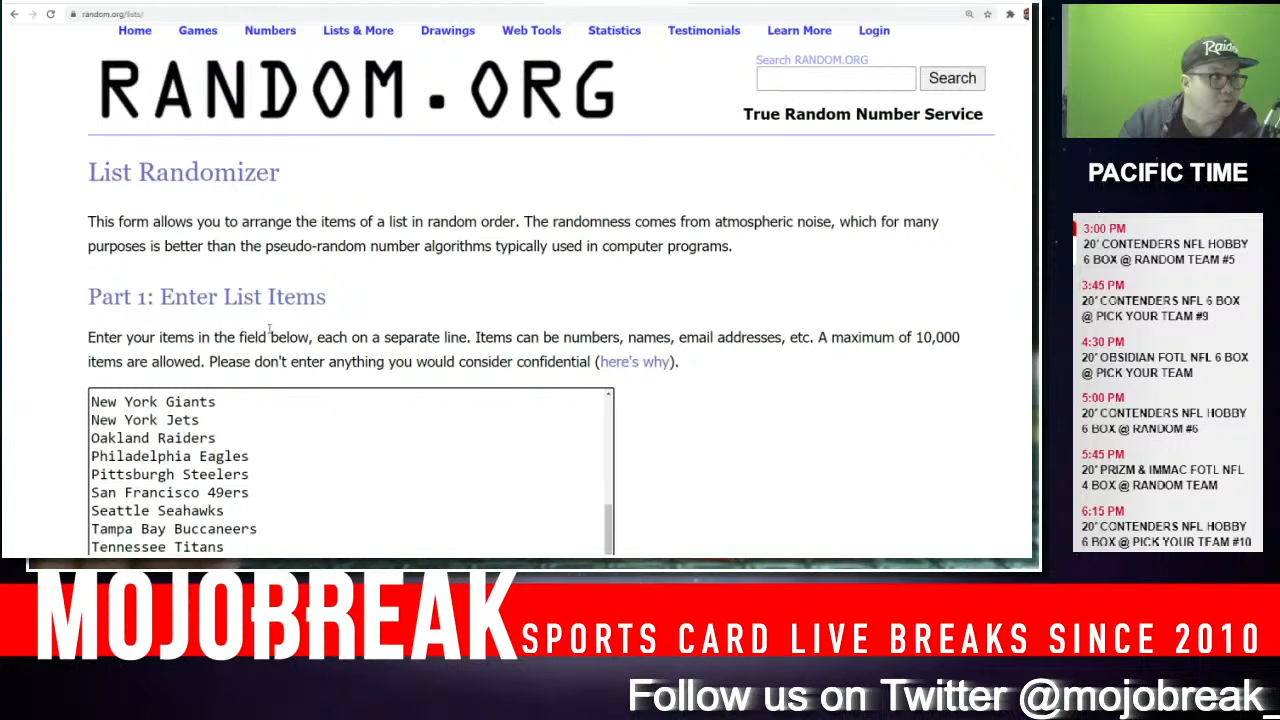 random.org/lists/
Home Games Numbers Lists & More Drawings Web Tools Statistics Testimonials Learn More Login
RANDOM.ORG
Search RANDOM.ORG
Search
True Random Number Service
List Randomizer
This form allows you to arrange the items of a list in random order. The randomness comes from atmospheric noise, which for many
purposes is better than the pseudo-random number algorithms typically used in computer programs.
Part 1: Enter List Items
Enter your items in the field below, each on a separate line. Items can be numbers, names, email addresses, etc. A maximum of 10,000
items are allowed. Please don't enter anything you would consider confidential (here's why).
New York Giants
New York Jets
Oakland Raiders
Philadelphia Eagles
Pittsburgh Steelers
San Francisco 49ers
Seattle Seahawks
Tampa Bay Buccaneers
Tennessee Titans
Raiders
PACIFIC TIME
3:00 PM
20' CONTENDERS NFL HOBBY
6 BOX @ RANDOM TEAM #5
3:45 PM
20' CONTENDERS NFL 6 BOX
@ PICK YOUR TEAM #9
4:30 PM
20' OBSIDIAN FOTL NFL 6 BOX
@ PICK YOUR TEAM
5:00 PM
20' CONTENDERS NFL HOBBY
6 BOX @ RANDOM #6
5:45 PM
20' PRIZM & IMMAC FOTL NFL
4 BOX @ RANDOM TEAM
6:15 PM
20' CONTENDERS NFL HOBBY
6 BOX @ PICK YOUR TEAM #10
MOJOBREAK
SPORTS CARD LIVE BREAKS SINCE 2010
Follow us on Twitter @mojobreak